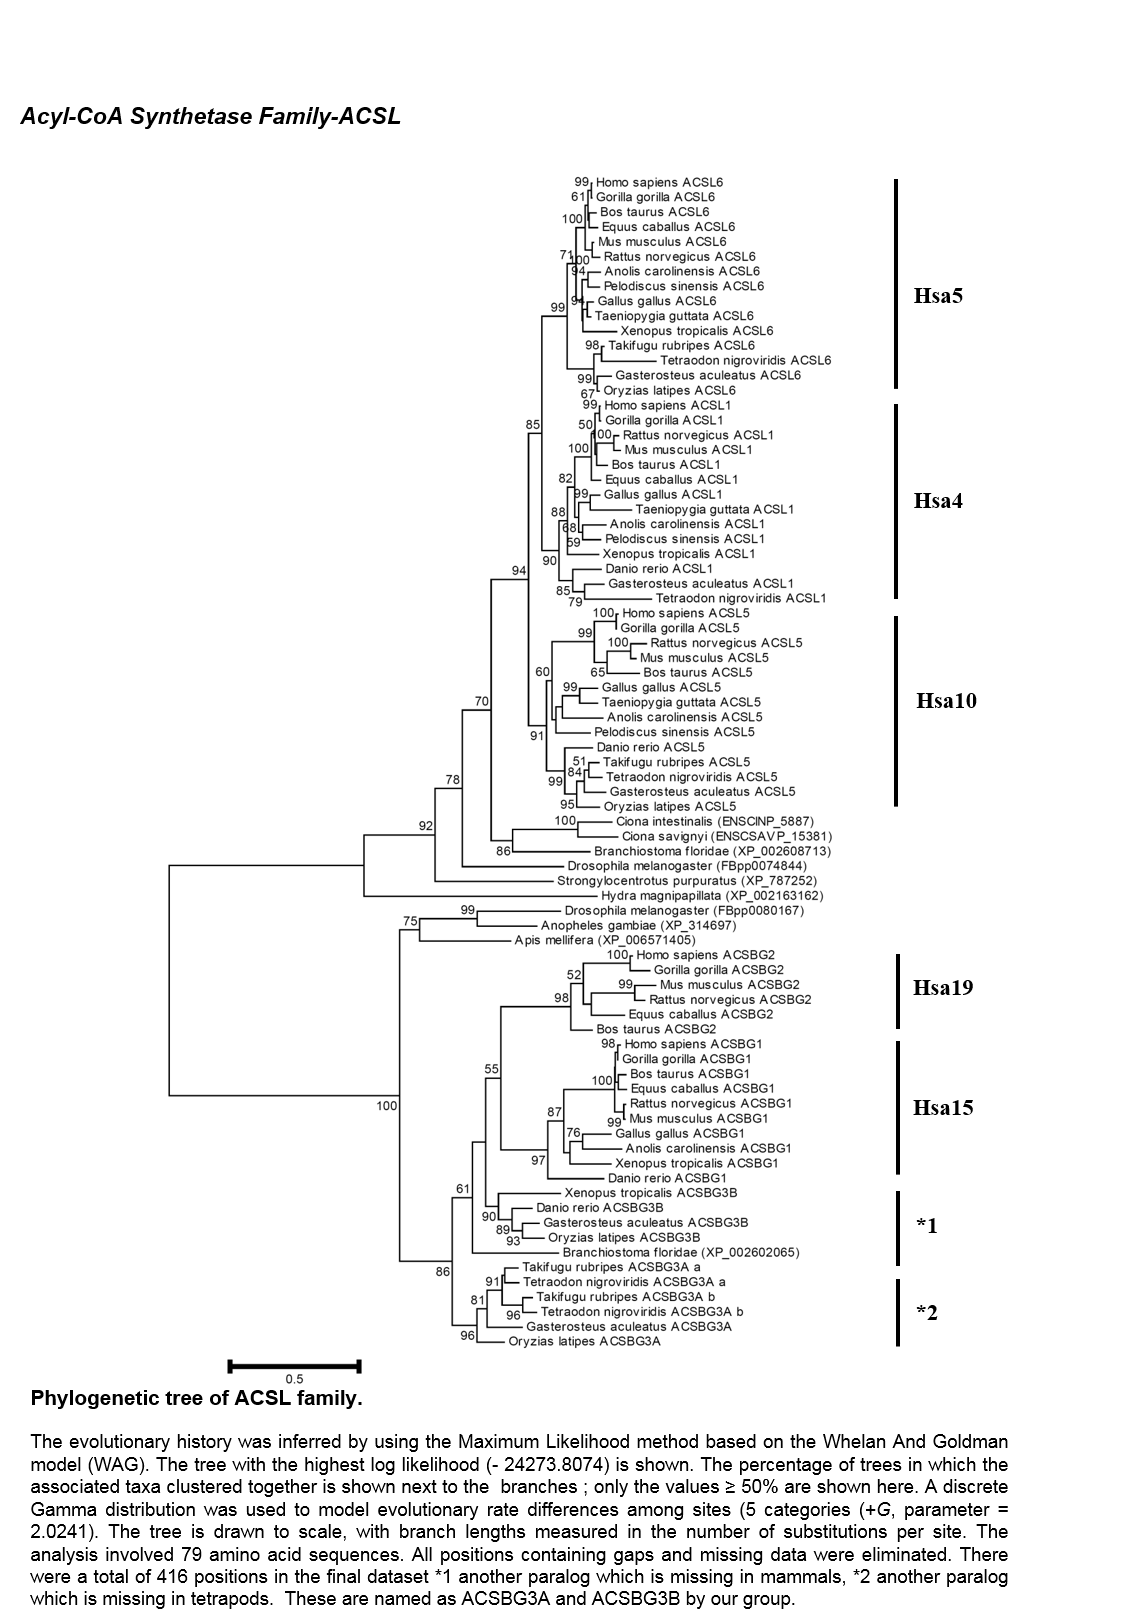 Acyl-CoA Synthetase Family-ACSL
99 Homo sapiens ACSL6
61 Gorilla gorilla ACSL6
Bos taurus ACSL6
100 Equus caballus ACSL6
Mus musculus ACSL6
71 100 Rattus norvegicus ACSL6
94 Anolis carolinensis ACSL6
Pelodiscus sinensis ACSL6
Hsa5
94 Gallus gallus ACSL6
99 Taeniopygia guttata ACSL6
Xenopus tropicalis ACSL6
98 Takifugu rubripes ACSL6
Tetraodon nigroviridis ACSL6
99 Gasterosteus aculeatus ACSL6
67 Oryzias latipes ACSL6
99 Homo sapiens ACSL1
Gorilla gorilla ACSL1
85 50 100 Rattus norvegicus ACSL1
100 Mus musculus ACSL1
Bos taurus ACSL1
82 Equus caballus ACSL1
99 Gallus gallus ACSL1
Hsa4
88 Taeniopygia guttata ACSL1
68 Anolis carolinensis ACSL1
59 Pelodiscus sinensis ACSL1
90 Xenopus tropicalis ACSL1
94 Danio rerio ACSL1
85 Gasterosteus aculeatus ACSL1
79 Tetraodon nigroviridis ACSL1
100 Homo sapiens ACSL5
99 Gorilla gorilla ACSL5
100 Rattus norvegicus ACSL5
Mus musculus ACSL5
60 65 Bos taurus ACSL5
99 Gallus gallus ACSL5
70 Taeniopygia guttata ACSL5
Hsa10
Anolis carolinensis ACSL5
91 Pelodiscus sinensis ACSL5
Danio rerio ACSL5
51 Takifugu rubripes ACSL5
78 99 84 Tetraodon nigroviridis ACSL5
Gasterosteus aculeatus ACSL5
95 Oryzias latipes ACSL5
92 100 Ciona intestinalis (ENSCINP_5887)
Ciona savignyi (ENSCSAVP_15381)
86 Branchiostoma floridae (XP_002608713)
Drosophila melanogaster (FBpp0074844)
Strongylocentrotus purpuratus (XP_787252)
Hydra magnipapillata (XP_002163162)
99 Drosophila melanogaster (FBpp0080167)
75 Anopheles gambiae (XP_314697)
Apis mellifera (XP_006571405)
100 Homo sapiens ACSBG2
52 Gorilla gorilla ACSBG2
99 Mus musculus ACSBG2
Hsa19
98 Rattus norvegicus ACSBG2
Equus caballus ACSBG2
Bos taurus ACSBG2
98 Homo sapiens ACSBG1
Gorilla gorilla ACSBG1
55 100 Bos taurus ACSBG1
Equus caballus ACSBG1
100 Rattus norvegicus ACSBG1
Hsa15
87 99 Mus musculus ACSBG1
76 Gallus gallus ACSBG1
Anolis carolinensis ACSBG1
97 Xenopus tropicalis ACSBG1
Danio rerio ACSBG1
61 Xenopus tropicalis ACSBG3B
90 Danio rerio ACSBG3B
89 Gasterosteus aculeatus ACSBG3B
*1
93 Oryzias latipes ACSBG3B
Branchiostoma floridae (XP_002602065)
86 Takifugu rubripes ACSBG3A a
91 Tetraodon nigroviridis ACSBG3A a
81 Takifugu rubripes ACSBG3A b
96 Tetraodon nigroviridis ACSBG3A b
*2
Gasterosteus aculeatus ACSBG3A
96 Oryzias latipes ACSBG3A
0.5
Phylogenetic tree of ACSL family.
The evolutionary history was inferred by using the Maximum Likelihood method based on the Whelan And Goldman
model (WAG). The tree with the highest log likelihood (- 24273.8074) is shown. The percentage of trees in which the
associated taxa clustered together is shown next to the branches ; only the values ≥ 50% are shown here. A discrete
Gamma distribution was used to model evolutionary rate differences among sites (5 categories (+G, parameter =
2.0241). The tree is drawn to scale, with branch lengths measured in the number of substitutions per site. The
analysis involved 79 amino acid sequences. All positions containing gaps and missing data were eliminated. There
were a total of 416 positions in the final dataset *1 another paralog which is missing in mammals, *2 another paralog
which is missing in tetrapods. These are named as ACSBG3A and ACSBG3B by our group.